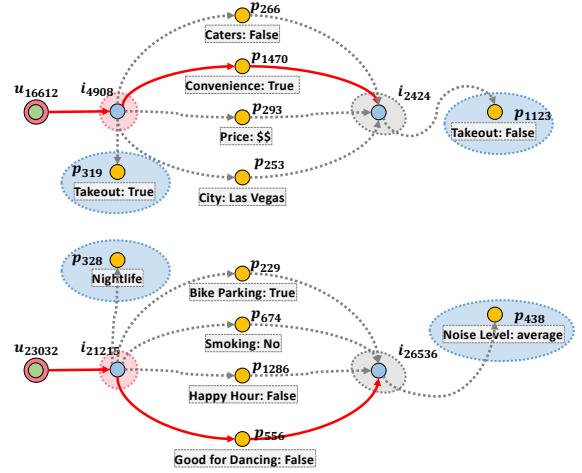 p266
Caters: False
p1470
u16612
i4908
Convenience: True
i2424
p293
p1123
Price: $$
Takeout: False
p319
p253
Takeout: True
City: Las Vegas
p328
p229
Nightlife
Bike Parking: True
p674
p438
u23032
i21215
Smoking: No
i26536
Noise Level: average
p1286
Happy Hour: False
p556
Good for Dancing: False